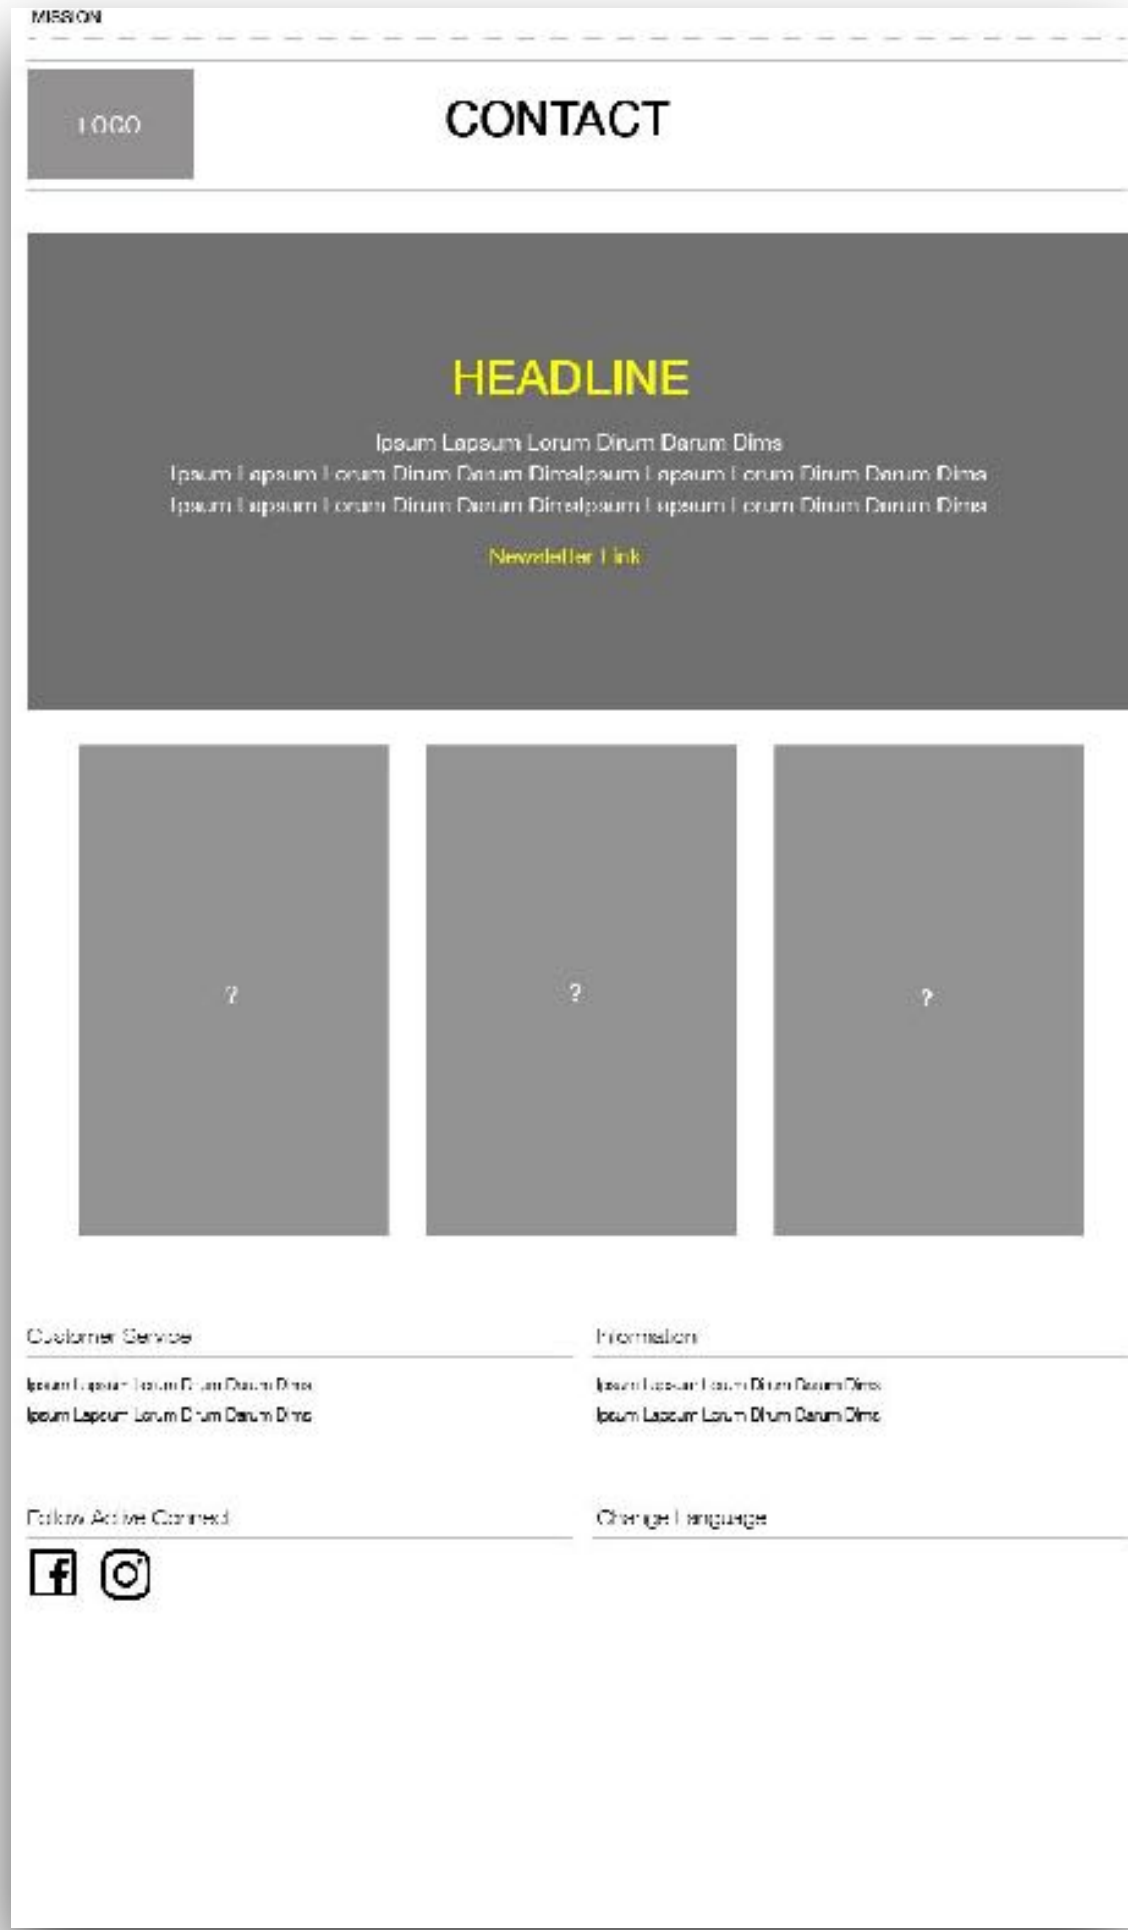 MISSION
LOGO
CONTACT
HEADLINE
Ipsum Lapsum Lorum Dirum Darum Dims
Ipsum Lapsum Lorum Dirum Darum DimsIpsum Lapsum Lorum Dirum Darum Dims
Ipsum Lapsum Lorum Dirum Darum DimsIpsum Lapsum Lorum Dirum Darum Dims
Newsletter Link
?
?
?
Customer Service
Information
Ipsum Lapsum Lorum Dirum Darum Dims
Ipsum Lapsum Lorum Dirum Darum Dims
Ipsum Lapsum Lorum Dirum Darum Dims
Ipsum Lapsum Lorum Dirum Darum Dims
Follow Active Connect
Change Language